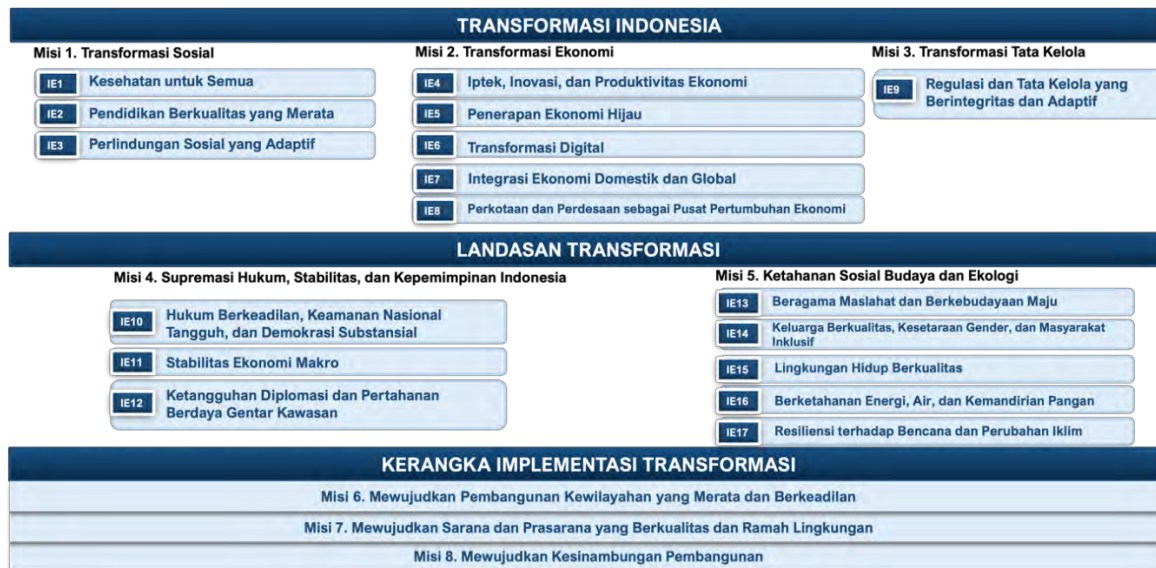 TRANSFORMASI INDONESIA
Misi 1. Transformasi Sosial
IE1 Kesehatan untuk Semua
IE2 Pendidikan Berkualitas yang Merata
IE3 Perlindungan Sosial yang Adaptif
Misi 2. Transformasi Ekonomi
IE4 Iptek, Inovasi, dan Produktivitas Ekonomi
IE5 Penerapan Ekonomi Hijau
IE6 Transformasi Digital
IE7 Integrasi Ekonomi Domestik dan Global
IE8 Perkotaan dan Perdesaan sebagai Pusat Pertumbuhan Ekonomi
Misi 3. Transformasi Tata Kelola
IE9 Regulasi dan Tata Kelola yang
Berintegritas dan Adaptif
LANDASAN TRANSFORMASI
Misi 4. Supremasi Hukum, Stabilitas, dan Kepemimpinan Indonesia
IE10 Hukum Berkeadilan, Keamanan Nasional
Tangguh, dan Demokrasi Substansial
IE11 Stabilitas Ekonomi Makro
IE12 Ketangguhan Diplomasi dan Pertahanan
Berdaya Gentar Kawasan
Misi 5. Ketahanan Sosial Budaya dan Ekologi
IE13 Beragama Maslahat dan Berkebudayaan Maju
IE14 Keluarga Berkualitas, Kesetaraan Gender, dan Masyarakat
Inklusif
IE15 Lingkungan Hidup Berkualitas
IE16 Berketahanan Energi, Air, dan Kemandirian Pangan
IE17 Resiliensi terhadap Bencana dan Perubahan Iklim
KERANGKA IMPLEMENTASI TRANSFORMASI
Misi 6. Mewujudkan Pembangunan Kewilayahan yang Merata dan Berkeadilan
Misi 7. Mewujudkan Sarana dan Prasarana yang Berkualitas dan Ramah Lingkungan
Misi 8. Mewujudkan Kesinambungan Pembangunan